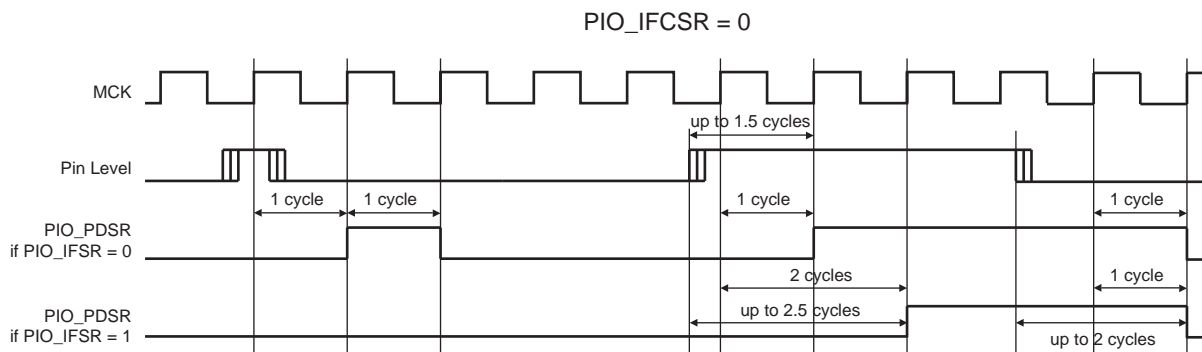 PIO_IFCSR = 0
MCK
up to 1.5 cycles
Pin Level
1 cycle
1 cycle
1 cycle
1 cycle
PIO_PDSR
if PIO_IFSR = 0
2 cycles
1 cycle
PIO_PDSR
if PIO_IFSR = 1
up to 2.5 cycles
up to 2 cycles